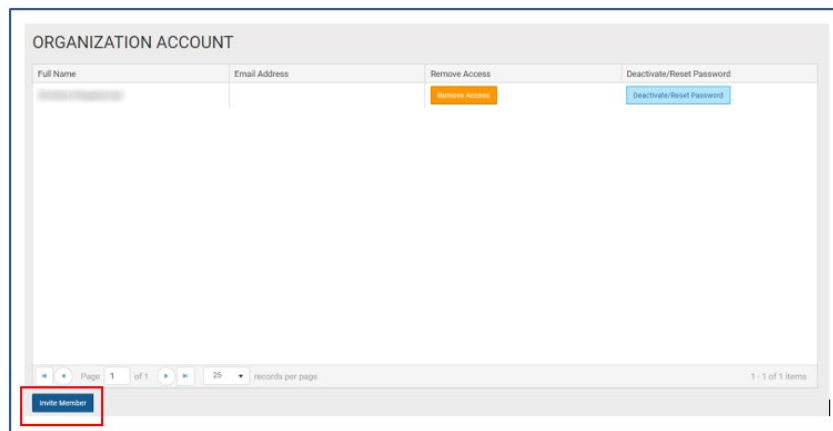 ORGANIZATION ACCOUNT
Full Name Email Address Remove Access Deactivate/Reset Password
Remove Access Deactivate/Reset Password
Page 1 of 1 25 records per page 1 - 1 of 1 items
Invite Member